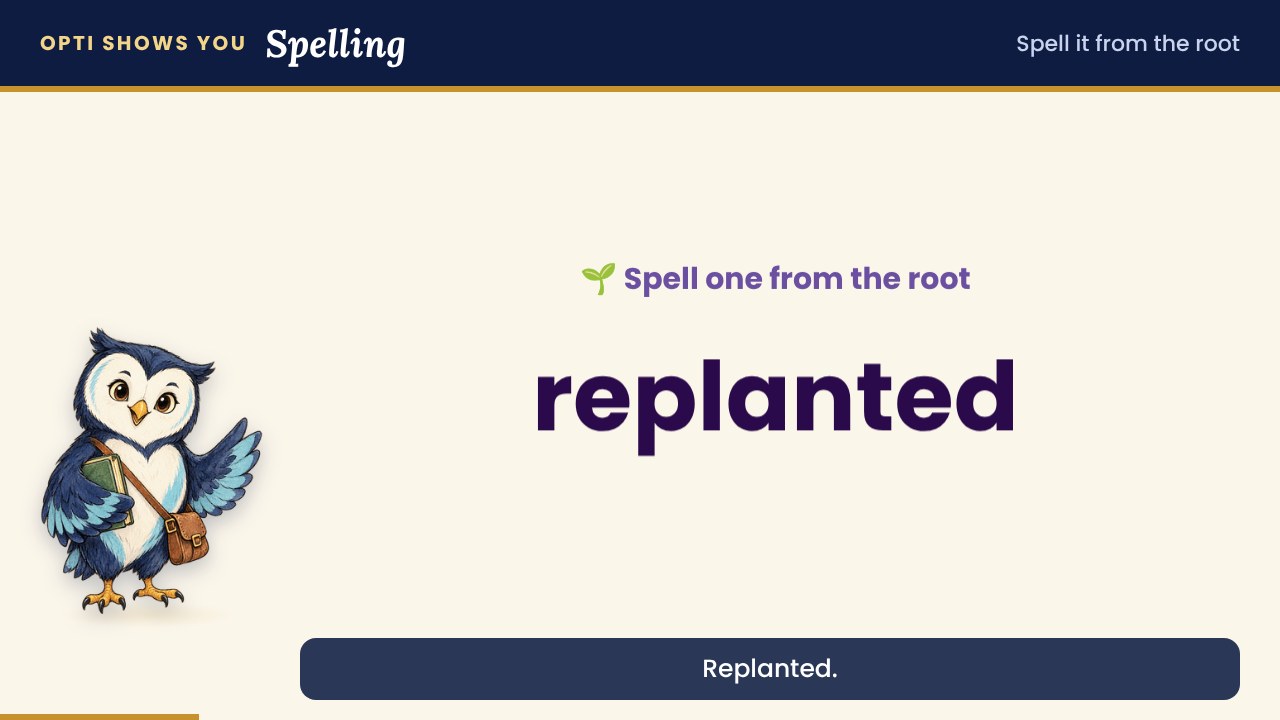 OPTI SHOWS YOU Spelling
Spell it from the root
🌱 Spell one from the root
replanted
Replanted.